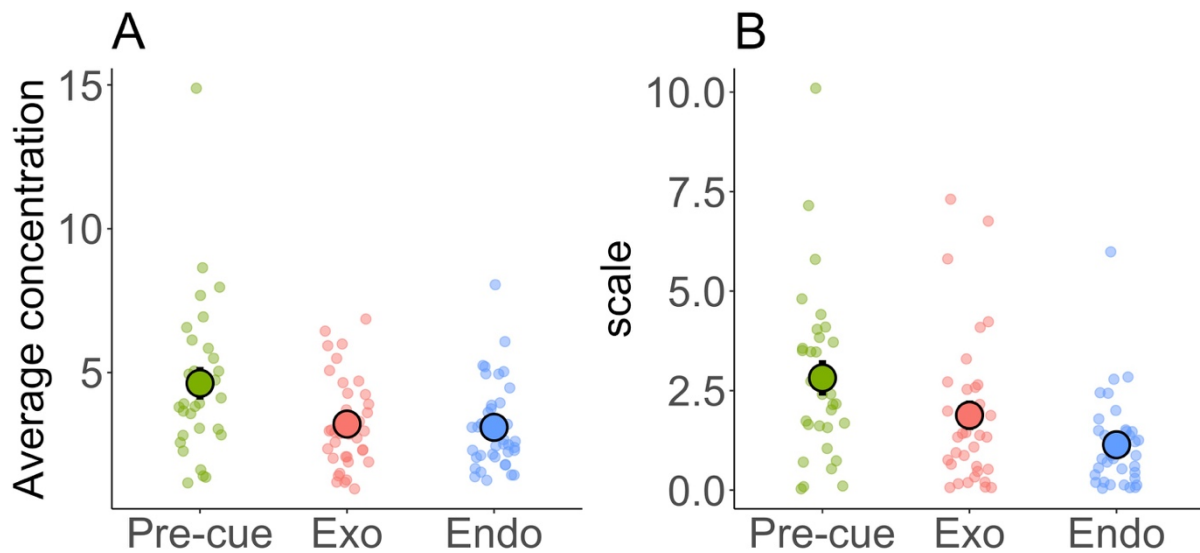 A
Average concentration
15
10
5
Pre-cue Exo Endo
B
scale
10.0
7.5
5.0
2.5
0.0
Pre-cue Exo Endo